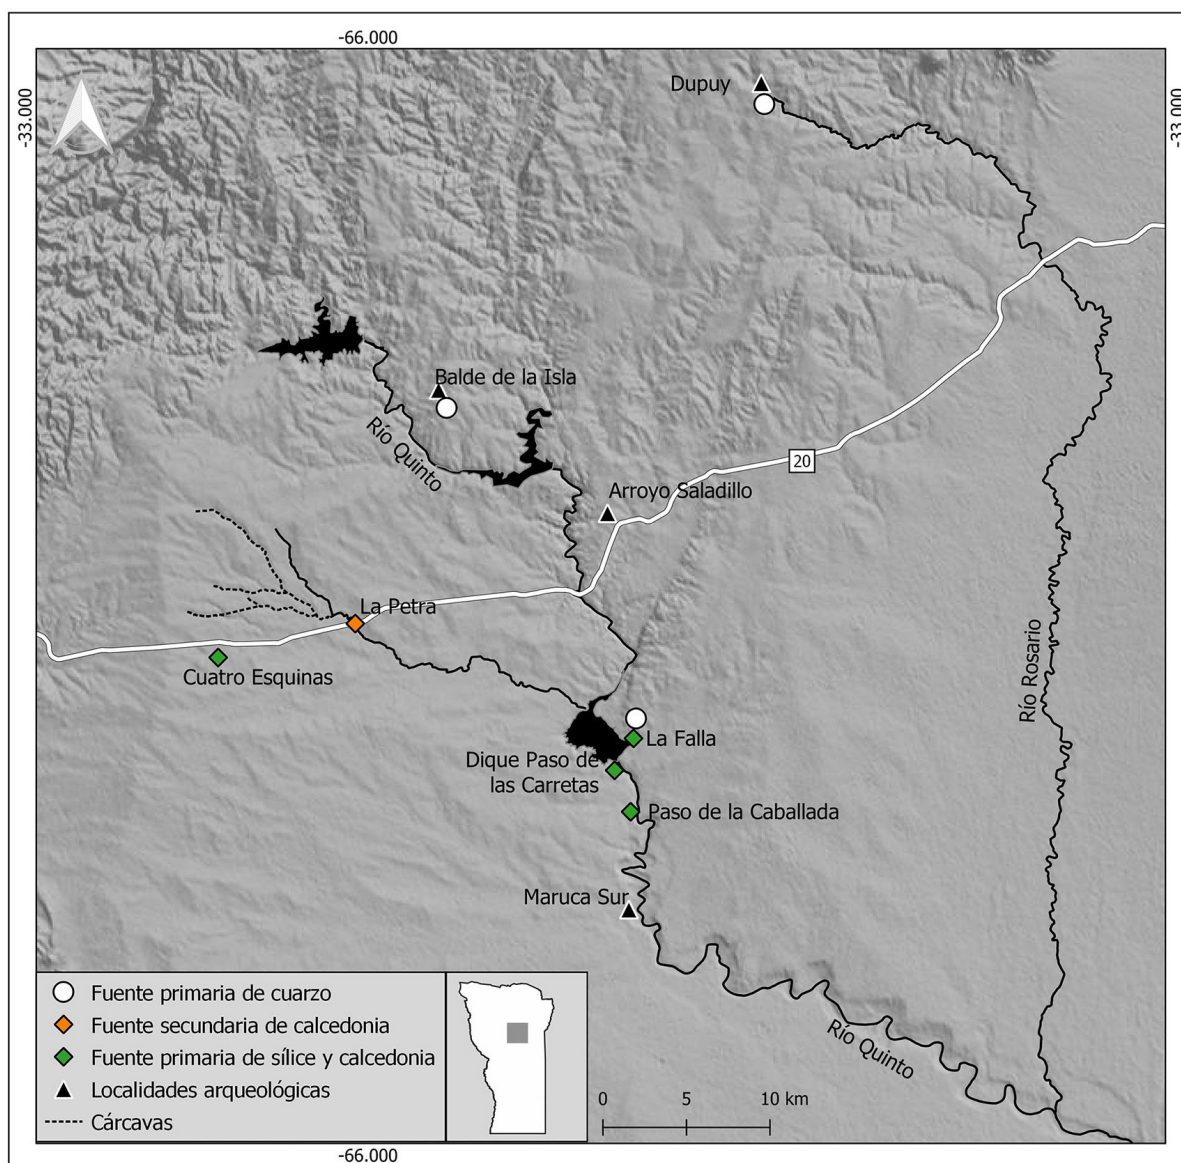 -66.000
-33.000
-33.000
Dupuy
Balde de la Isla
Río Quinto
20
Arroyo Saladillo
La Petra
Cuatro Esquinas
Río Rosario
La Falla
Dique Paso de
las Carretas
Paso de la Caballada
Maruca Sur
Río Quinto
Fuente primaria de cuarzo
Fuente secundaria de calcedonia
Fuente primaria de sílice y calcedonia
Localidades arqueológicas
Cárcavas
0 5 10 km
-66.000